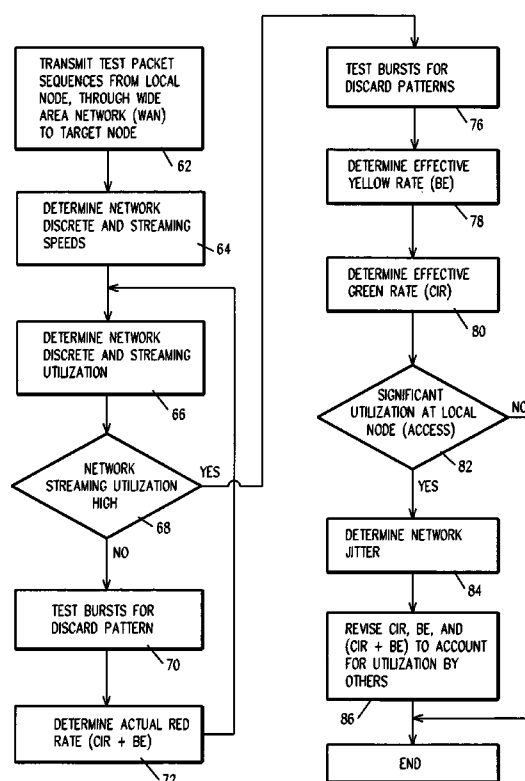 TRANSMIT TEST PACKET
SEQUENCES FROM LOCAL
NODE, THROUGH WIDE
AREA NETWORK (WAN)
TO TARGET NODE
62
DETERMINE NETWORK
DISCRETE AND STREAMING
SPEEDS
64
DETERMINE NETWORK
DISCRETE AND STREAMING
UTILIZATION
66
NETWORK
STREAMING UTILIZATION
HIGH
68
YES
NO
TEST BURSTS FOR
DISCARD PATTERN
70
DETERMINE ACTUAL RED
RATE (CIR + BE)
72
TEST BURSTS FOR
DISCARD PATTERNS
76
DETERMINE EFFECTIVE
YELLOW RATE (BE)
78
DETERMINE EFFECTIVE
GREEN RATE (CIR)
80
SIGNIFICANT
UTILIZATION AT LOCAL
NODE (ACCESS)
82
NO
YES
DETERMINE NETWORK
JITTER
84
REVISE CIR, BE, AND
(CIR + BE) TO ACCOUNT
FOR UTILIZATION BY
OTHERS
86
END